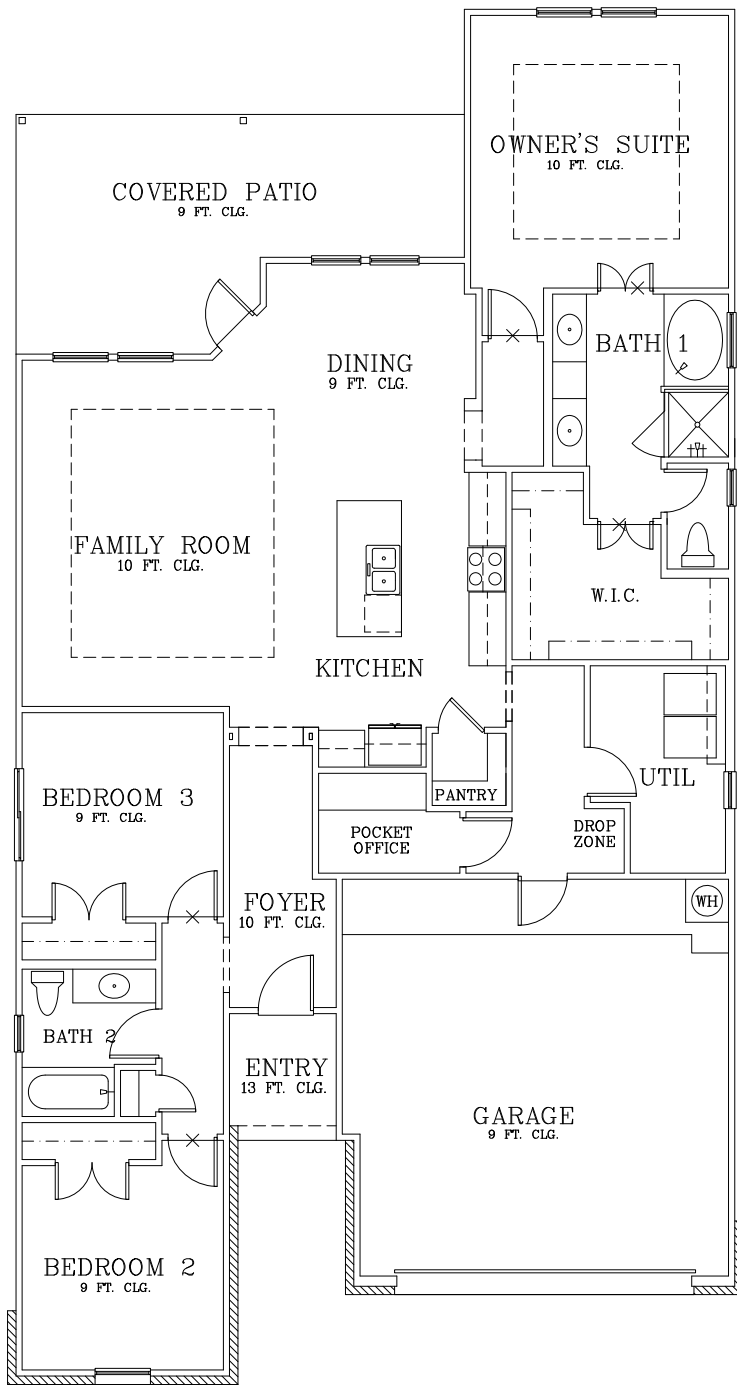 OWNER'S SUITE
10 FT. CLG.
COVERED PATIO
9 FT. CLG.
BATH 1
DINING
9 FT. CLG.
FAMILY ROOM
10 FT. CLG.
W.I.C.
KITCHEN
UTIL
PANTRY
BEDROOM 3
9 FT. CLG.
POCKET
OFFICE
DROP
ZONE
FOYER
10 FT. CLG.
WH
BATH 2
ENTRY
13 FT. CLG.
GARAGE
9 FT. CLG.
BEDROOM 2
9 FT. CLG.